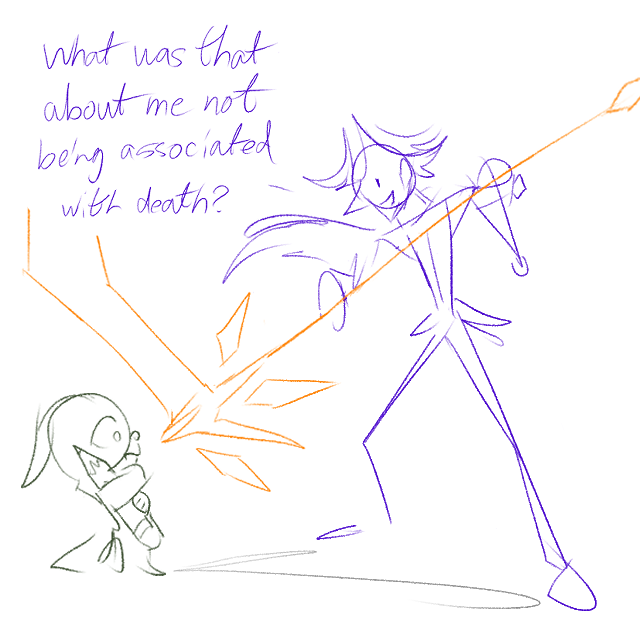 What was that
about me not
being associated
with death?